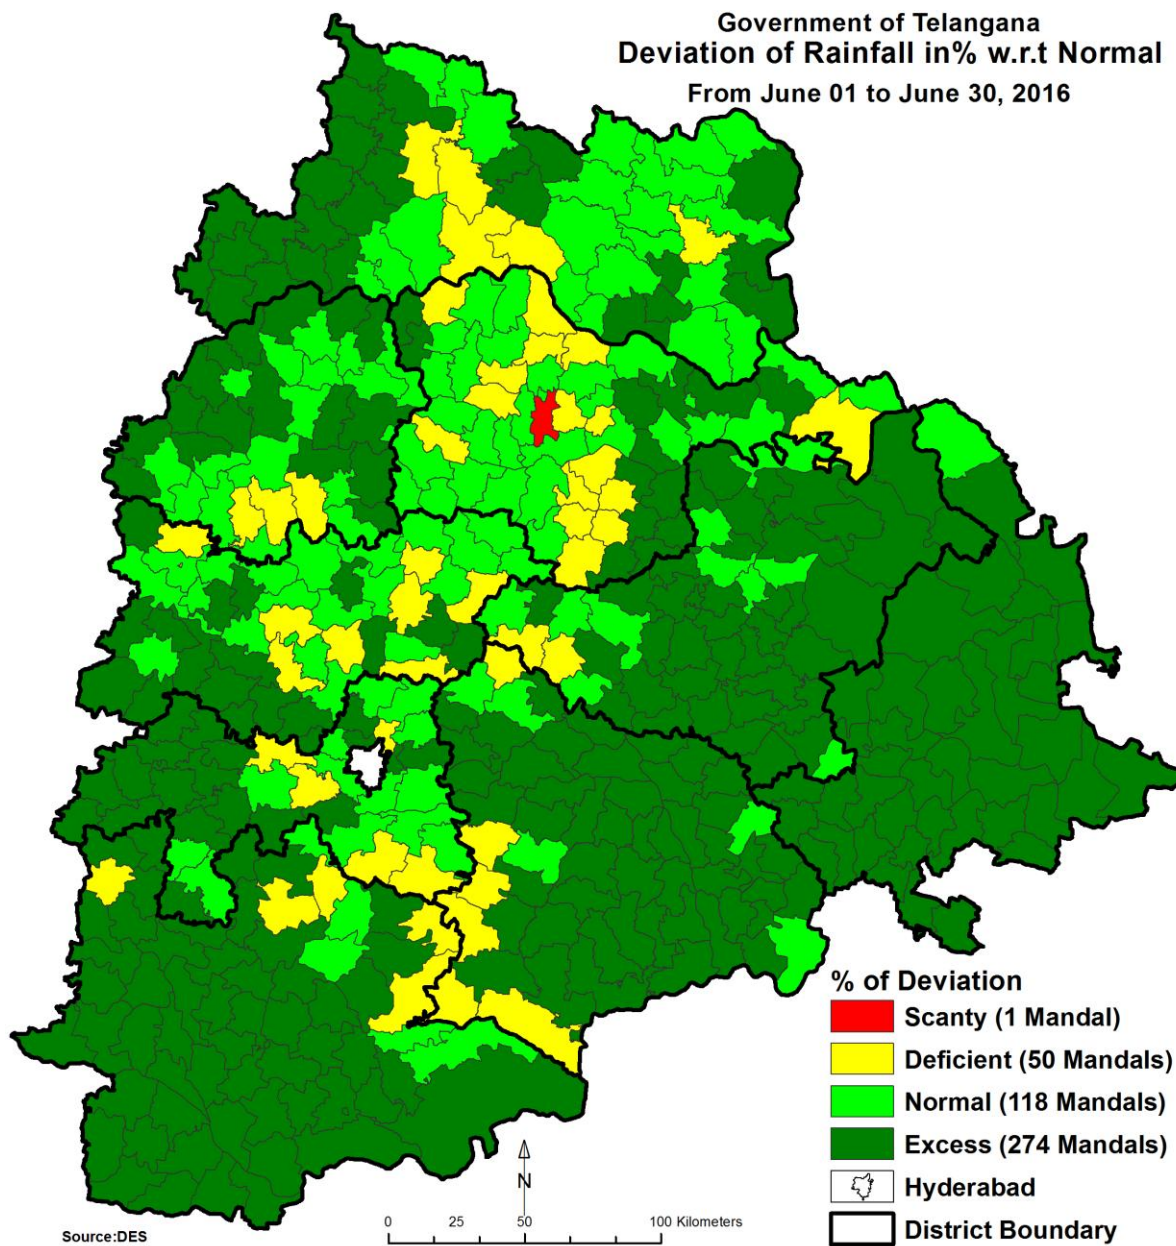 Government of Telangana
Deviation of Rainfall in% w.r.t Normal
From June 01 to June 30, 2016
% of Deviation
Scanty (1 Mandal)
Deficient (50 Mandals)
Normal (118 Mandals)
Excess (274 Mandals)
Hyderabad
District Boundary
N
0 25 50 100 Kilometers
Source:DES